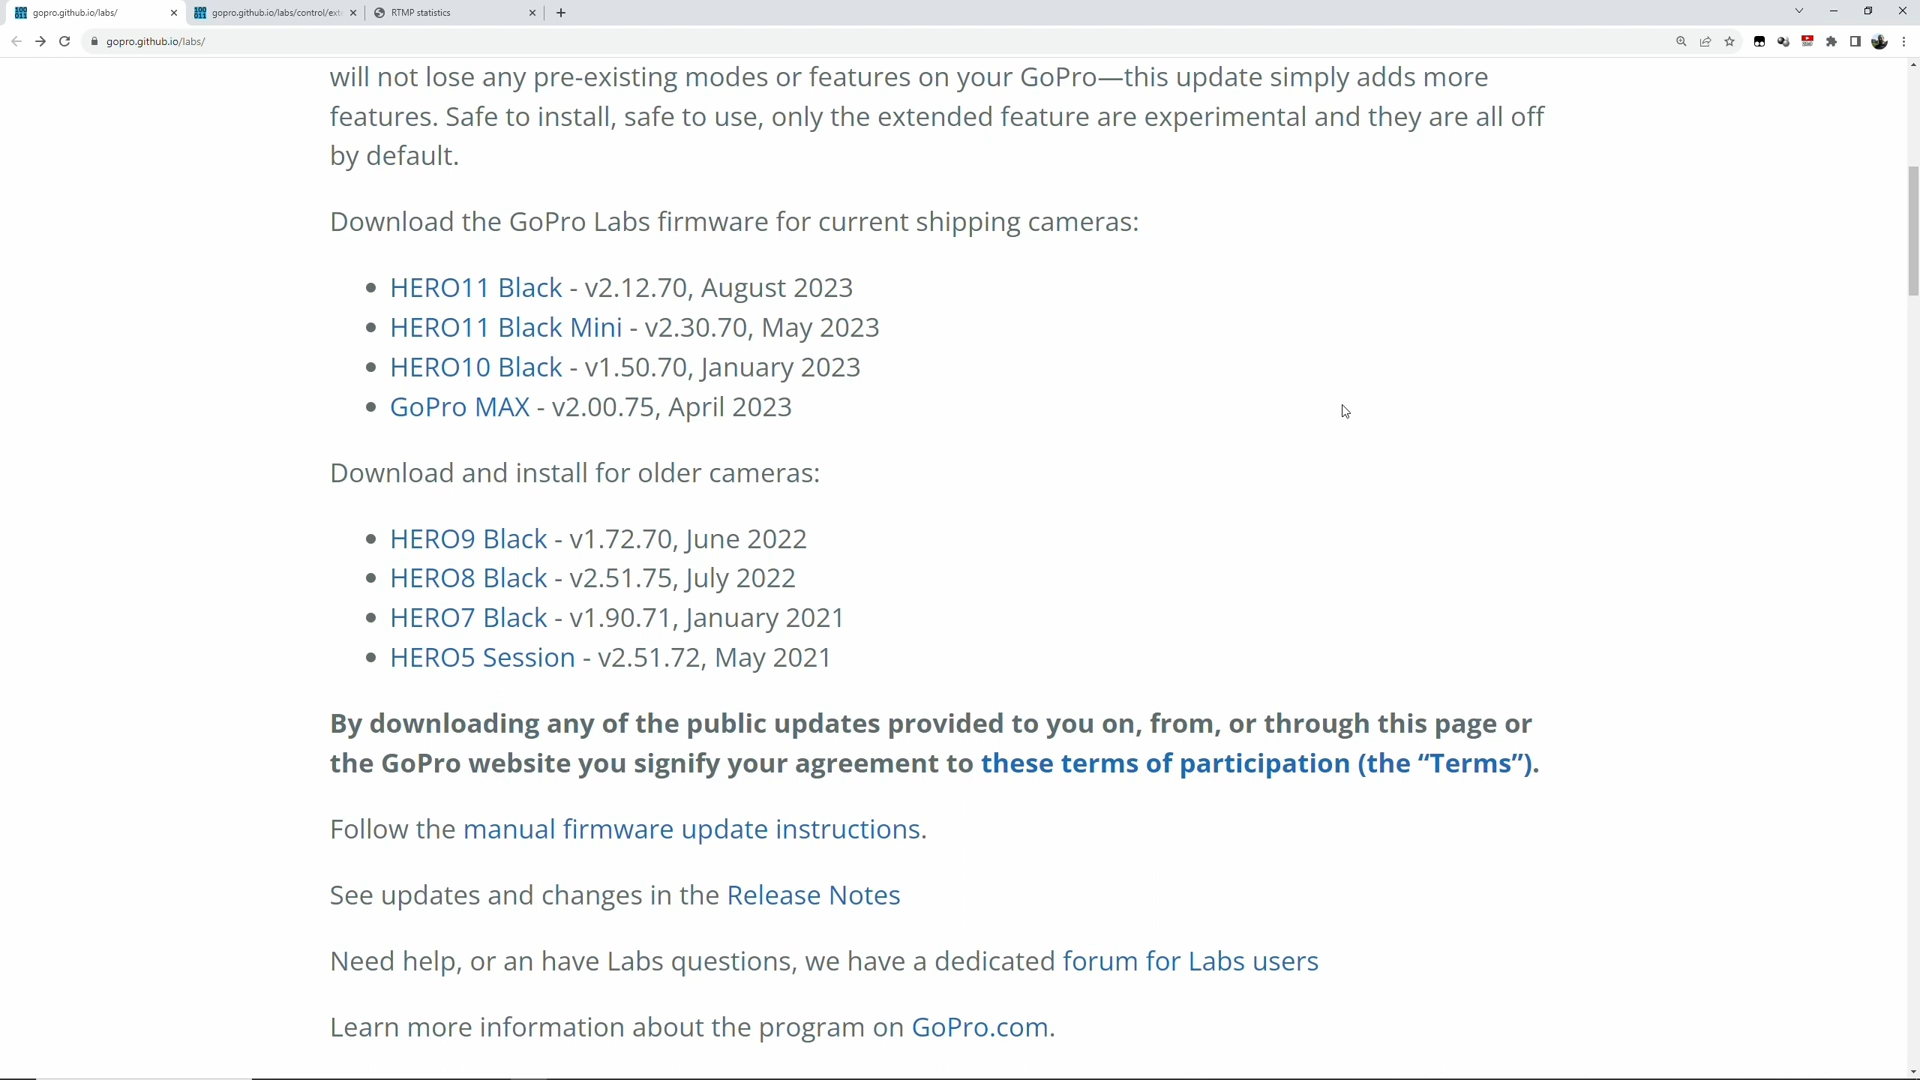 gopro.github.io/labs/
gopro.github.io/labs/control/ext
RTMP statistics
gopro.github.io/labs/
will not lose any pre-existing modes or features on your GoPro—this update simply adds more
features. Safe to install, safe to use, only the extended feature are experimental and they are all off
by default.
Download the GoPro Labs firmware for current shipping cameras:
HERO11 Black - v2.12.70, August 2023
HERO11 Black Mini - v2.30.70, May 2023
HERO10 Black - v1.50.70, January 2023
GoPro MAX - v2.00.75, April 2023
Download and install for older cameras:
HERO9 Black - v1.72.70, June 2022
HERO8 Black - v2.51.75, July 2022
HERO7 Black - v1.90.71, January 2021
HERO5 Session - v2.51.72, May 2021
By downloading any of the public updates provided to you on, from, or through this page or
the GoPro website you signify your agreement to these terms of participation (the “Terms”).
Follow the manual firmware update instructions.
See updates and changes in the Release Notes
Need help, or an have Labs questions, we have a dedicated forum for Labs users
Learn more information about the program on GoPro.com.